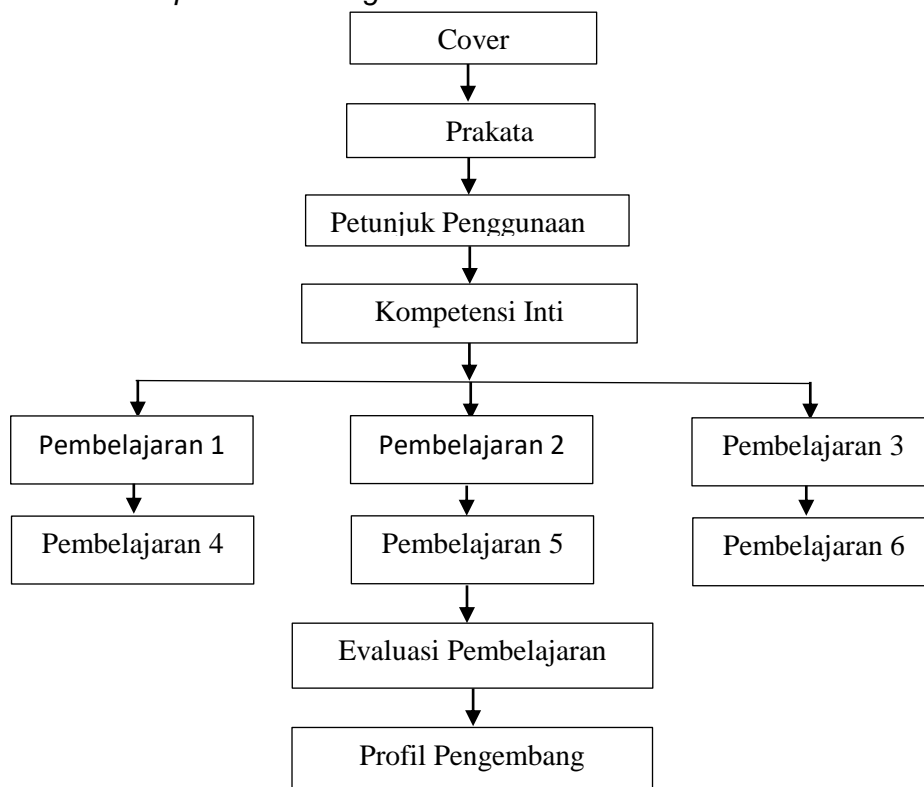 Cover
Prakata
Petunjuk Penggunaan
Kompetensi Inti
Pembelajaran 1
Pembelajaran 2
Pembelajaran 3
Pembelajaran 4
Pembelajaran 5
Pembelajaran 6
Evaluasi Pembelajaran
Profil Pengembang